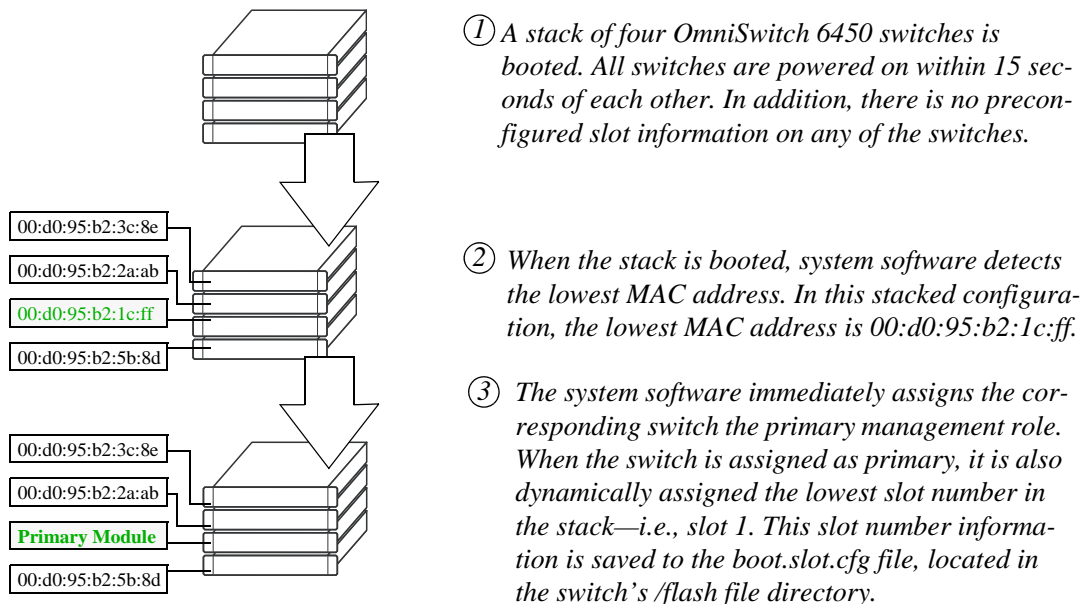 1 A stack of four OmniSwitch 6450 switches is
booted. All switches are powered on within 15 sec-
onds of each other. In addition, there is no precon-
figured slot information on any of the switches.
00:d0:95:b2:3c:8e
00:d0:95:b2:2a:ab
00:d0:95:b2:1c:ff
00:d0:95:b2:5b:8d
2 When the stack is booted, system software detects
the lowest MAC address. In this stacked configura-
tion, the lowest MAC address is 00:d0:95:b2:1c:ff.
00:d0:95:b2:3c:8e
00:d0:95:b2:2a:ab
Primary Module
00:d0:95:b2:5b:8d
3 The system software immediately assigns the cor-
responding switch the primary management role.
When the switch is assigned as primary, it is also
dynamically assigned the lowest slot number in
the stack—i.e., slot 1. This slot number informa-
tion is saved to the boot.slot.cfg file, located in
the switch's /flash file directory.